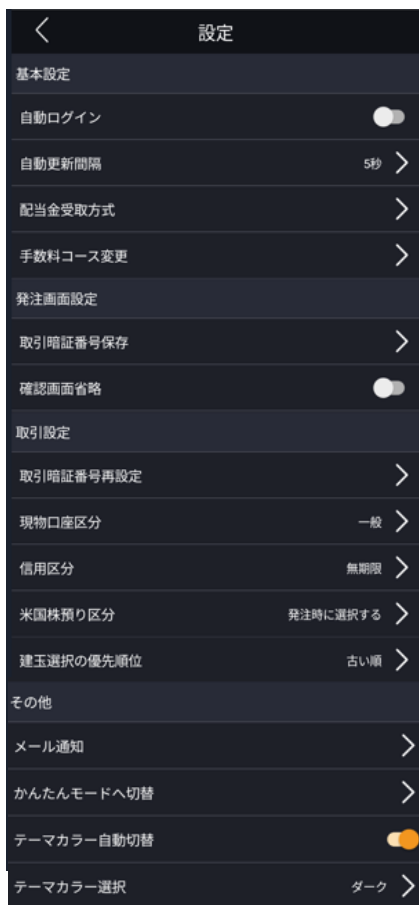 設定
基本設定
自動ログイン
自動更新間隔 5秒
配当金受取方式
手数料コース変更
発注画面設定
取引暗証番号保存
確認画面省略
取引設定
取引暗証番号再設定
現物口座区分 一般
信用区分 無期限
米国株預り区分 発注時に選択する
建玉選択の優先順位 古い順
その他
メール通知
かんたんモードへ切替
テーマカラー自動切替
テーマカラー選択 ダーク